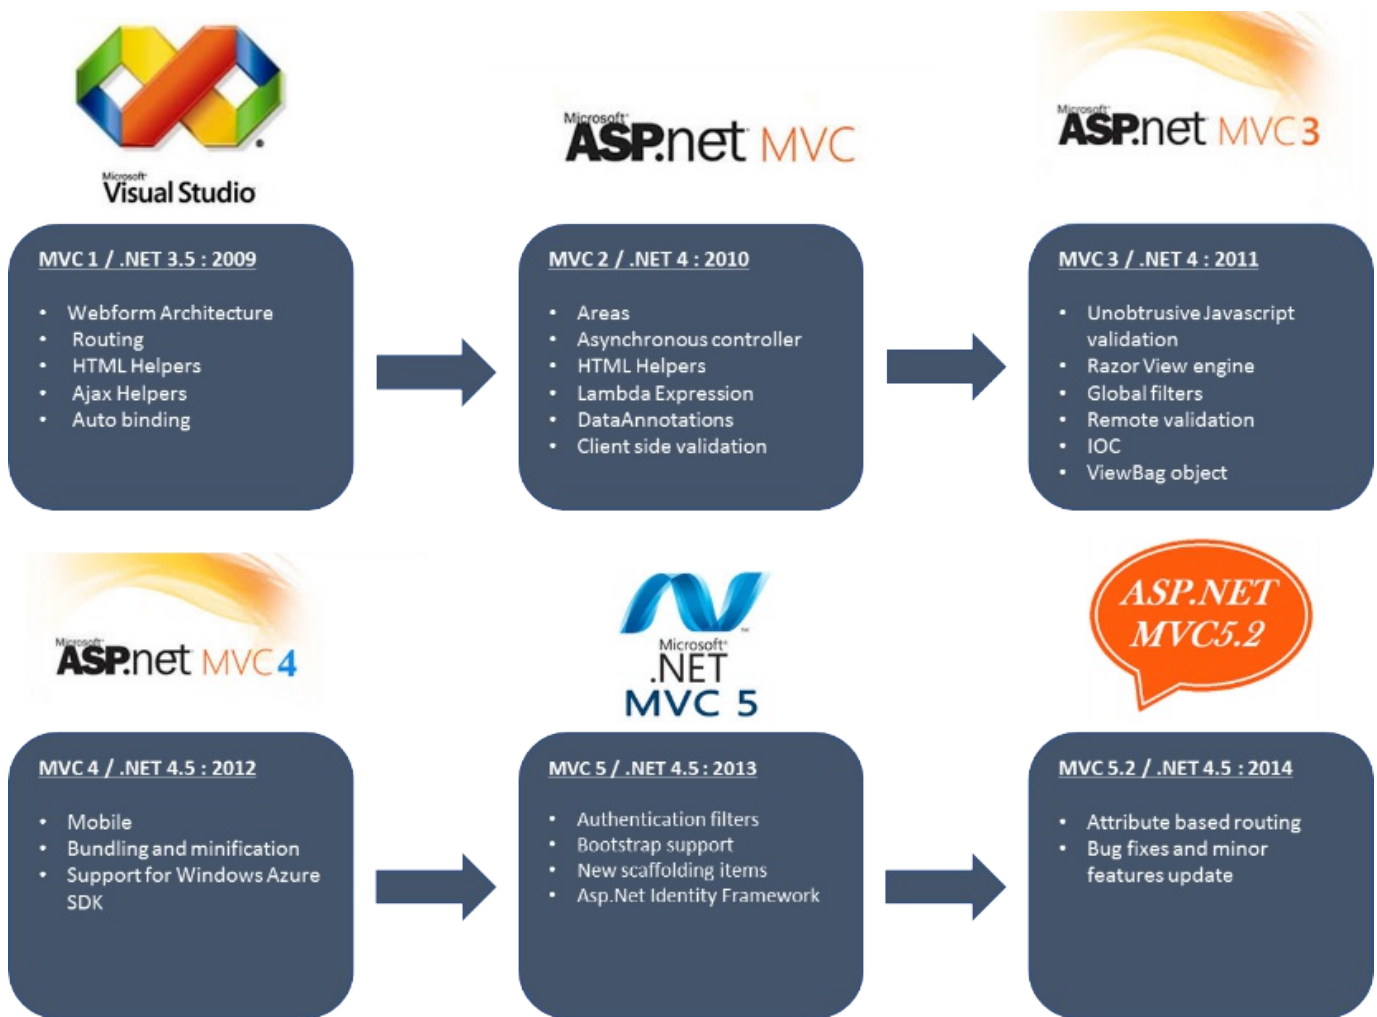 Microsoft
Visual Studio
Microsoft
ASP.net MVC
Microsoft
ASP.net MVC 3
MVC 1 / .NET 3.5 : 2009
• Webform Architecture
• Routing
• HTML Helpers
• Ajax Helpers
• Auto binding
MVC 2 / .NET 4 : 2010
• Areas
• Asynchronous controller
• HTML Helpers
• Lambda Expression
• DataAnnotations
• Client side validation
MVC 3 / .NET 4 : 2011
• Unobtrusive Javascript
validation
• Razor View engine
• Global filters
• Remote validation
• IOC
• ViewBag object
Microsoft
ASP.net MVC 4
Microsoft
.NET
MVC 5
ASP.NET
MVC5.2
MVC 4 / .NET 4.5 : 2012
• Mobile
• Bundling and minification
• Support for Windows Azure
SDK
MVC 5 / .NET 4.5 : 2013
• Authentication filters
• Bootstrap support
• New scaffolding items
• Asp.Net Identity Framework
MVC 5.2 / .NET 4.5 : 2014
• Attribute based routing
• Bug fixes and minor
features update